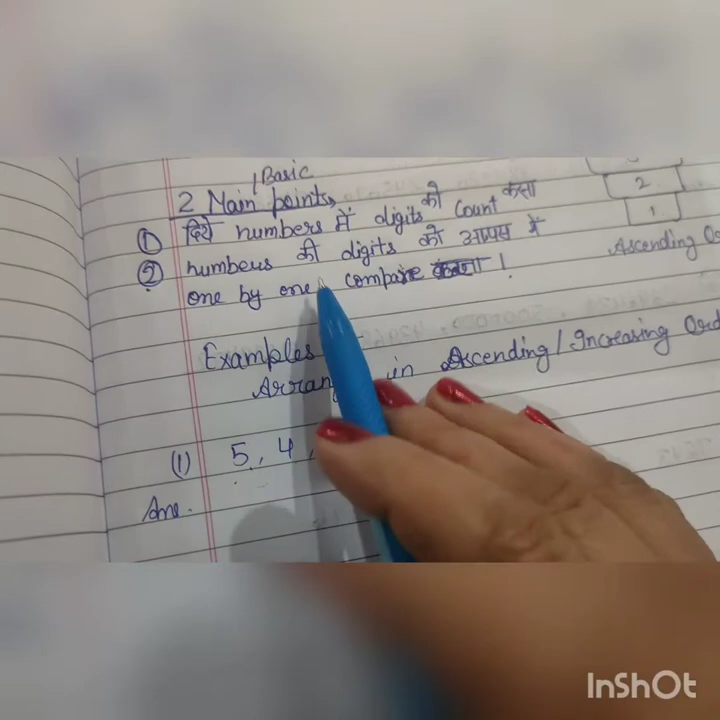 Basic
2 Main points,
① दिये numbers में digits को Count करना
② numbers की digits को आपस में
one by one compare करना ।
2
1
Ascending
Examples
in Ascending / Increasing
(1) 5, 4,
Ans.
InShOt